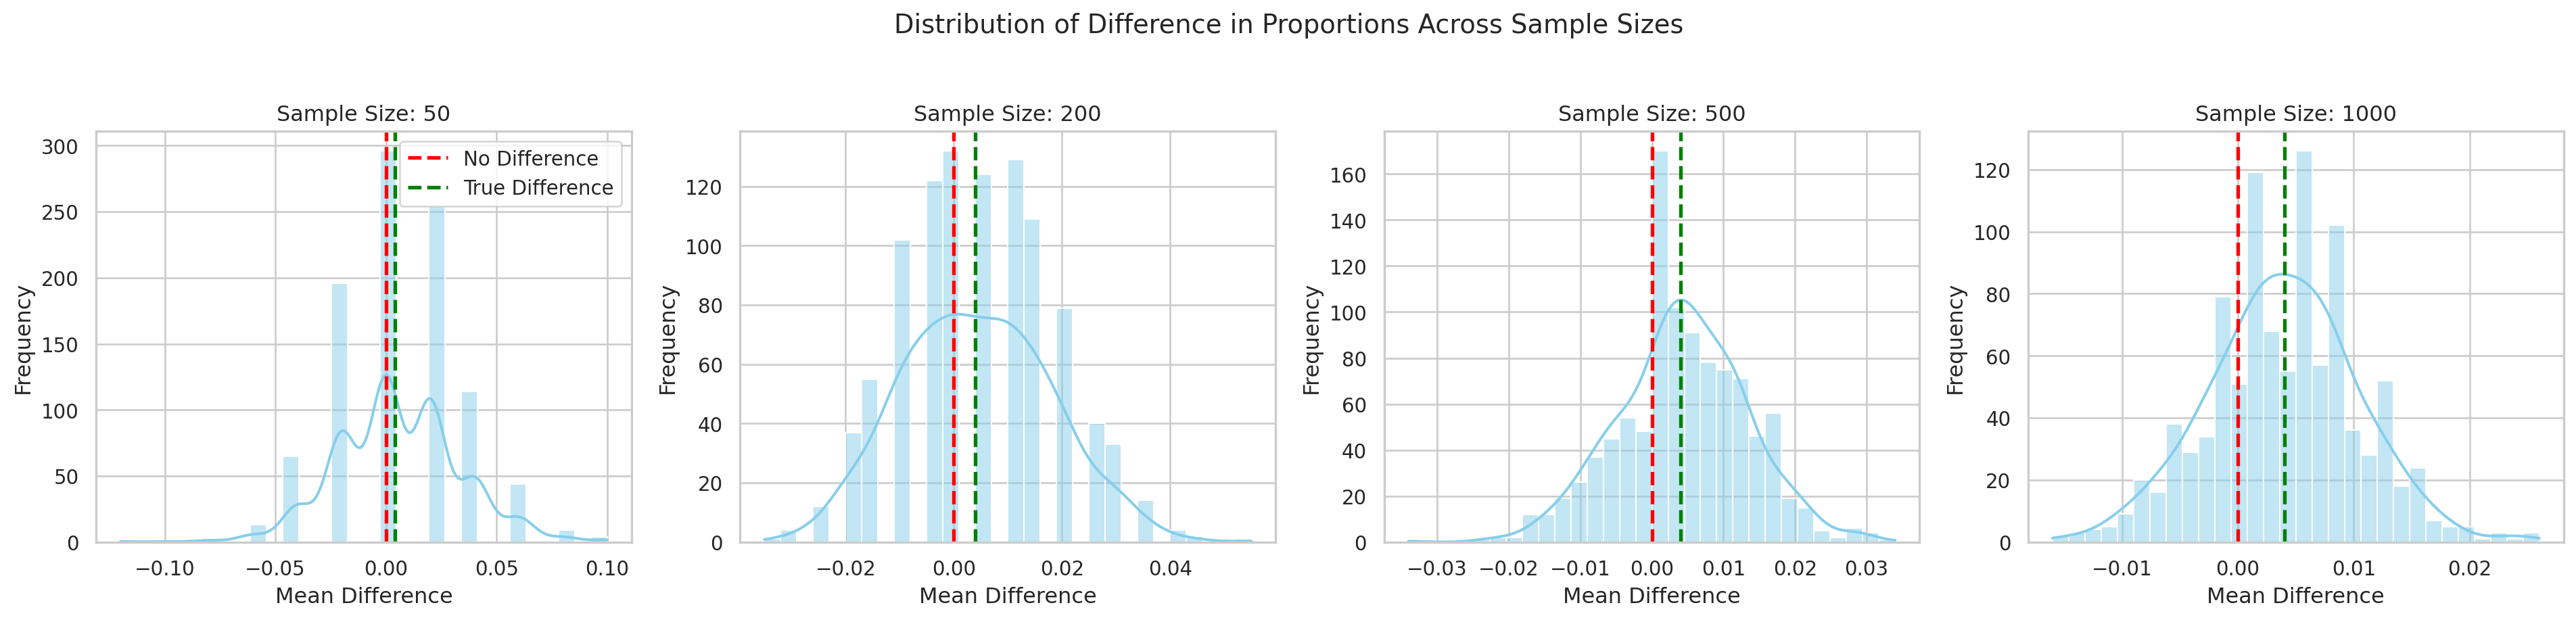 Distribution of Difference in Proportions Across Sample Sizes
Sample Size: 50
300
250
200
150
100
50
0
Frequency
No Difference
True Difference
−0.10 −0.05 0.00 0.05 0.10
Mean Difference
Sample Size: 200
120
100
80
60
40
20
0
Frequency
−0.02 0.00 0.02 0.04
Mean Difference
Sample Size: 500
160
140
120
100
80
60
40
20
0
Frequency
−0.03 −0.02 −0.01 0.00 0.01 0.02 0.03
Mean Difference
Sample Size: 1000
120
100
80
60
40
20
0
Frequency
−0.01 0.00 0.01 0.02
Mean Difference